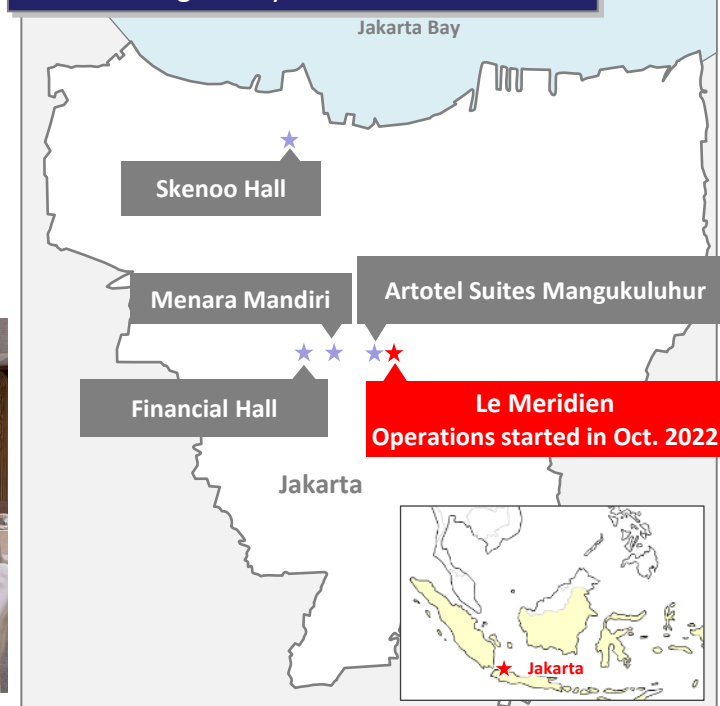 Jakarta Bay
Skenoo Hall
Menara Mandiri
Artotel Suites Mangukuluhur
Financial Hall
Le Meridien
Operations started in Oct. 2022
Jakarta
Jakarta